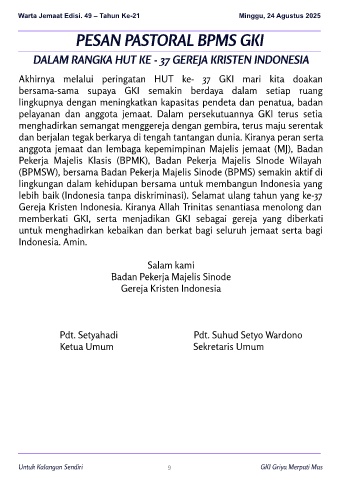 Warta Jemaat Edisi. 49 – Tahun Ke-21 Minggu, 24 Agustus 2025
PESAN PASTORAL BPMS GKI
DALAM RANGKA HUT KE - 37 GEREJA KRISTEN INDONESIA
Akhirnya melalui peringatan HUT ke- 37 GKI mari kita doakan
bersama-sama supaya GKI semakin berdaya dalam setiap ruang
lingkupnya dengan meningkatkan kapasitas pendeta dan penatua, badan
pelayanan dan anggota jemaat. Dalam persekutuannya GKI terus setia
menghadirkan semangat menggereja dengan gembira, terus maju serentak
dan berjalan tegak berkarya di tengah tantangan dunia. Kiranya peran serta
anggota jemaat dan lembaga kepemimpinan Majelis jemaat (MJ), Badan
Pekerja Majelis Klasis (BPMK), Badan Pekerja Majelis SInode Wilayah
(BPMSW), bersama Badan Pekerja Majelis Sinode (BPMS) semakin aktif di
lingkungan dalam kehidupan bersama untuk membangun Indonesia yang
lebih baik (Indonesia tanpa diskriminasi). Selamat ulang tahun yang ke-37
Gereja Kristen Indonesia. Kiranya Allah Trinitas senantiasa menolong dan
memberkati GKI, serta menjadikan GKI sebagai gereja yang diberkati
untuk menghadirkan kebaikan dan berkat bagi seluruh jemaat serta bagi
Indonesia. Amin.
Salam kami
Badan Pekerja Majelis Sinode
Gereja Kristen Indonesia
Pdt. Setyahadi Pdt. Suhud Setyo Wardono
Ketua Umum Sekretaris Umum
Untuk Kalangan Sendiri 9 GKI Griya Merpati Mas